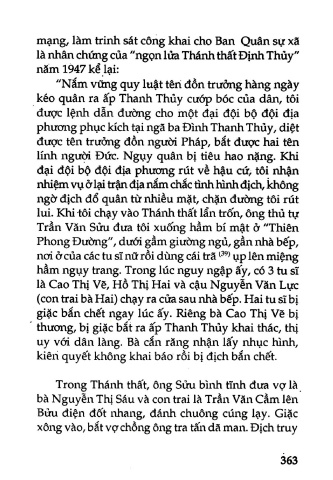 mạng, làm trinh sát công khai cho Ban Quân sự xã
là nhân chứng của “ngọn lửa Thánh thất Định Thủy”
năm 1947 kể lại:
“Nắm vững quy luật tên đồn trưởng hàng ngày
kéo quân ra ấp Thanh Thủy cướp bóc của dân, tôi
được lệnh dẫn đường cho một đại đội bộ đội địa
phương phục kích tại ngã ba Đình Thanh Thủy, diệt
được tên trưởng đồn người Pháp, bắt được hai tên
lính người Đức. Ngụy quân bị tiêu hao nặng. Khi
đại đội bộ đội địa phương rút về hậu cứ, tôi nhận
nhiệm vụ ở lại trận địa nắm chắc tình hình địch, không
ngờ địch đổ quân từ nhiều mặt, chặn đường tôi rút
lui. Khi tôi chạy vào Thánh thất lẩn trốn, ông thủ tự
Trần Văn Sửu đưa tôi xuống hầm bí mật ở “Thiên
Phong Đường”, dưới gầm giường ngủ, gần nhà bếp,
nơi ở của các tu sĩ nữ rồi dùng cái trã (39) ụp lên miệng
hầm ngụy trang. Trong lúc nguy ngập ấy, có 3 tu sĩ
là Cao Thị Vẽ, Hồ Thị Hai và cậu Nguyễn Văn Lực
(con trai bà Hai) chạy ra cửa sau nhà bếp. Hai tu sĩ bị
giặc bắn chết ngay lúc ấy. Riêng bà Cao Thị Vẽ bị
thương, bị giặc bắt ra ấp Thanh Thủy khai thác, thị
uy với dân làng. Bà cắn răng nhận lấy nhục hình,
kiên quyết không khai báo rồi bị địch bắn chết.
Trong Thánh thất, ông Sửu bình tĩnh đưa vợ là
bà Nguyễn Thị Sáu và con trai là Trần Văn Cầm lên
Bửu điện đốt nhang, đánh chuông cúng lạy. Giặc
xông vào, bắt vợ chồng ông tra tấn dã man. Địch truy
363